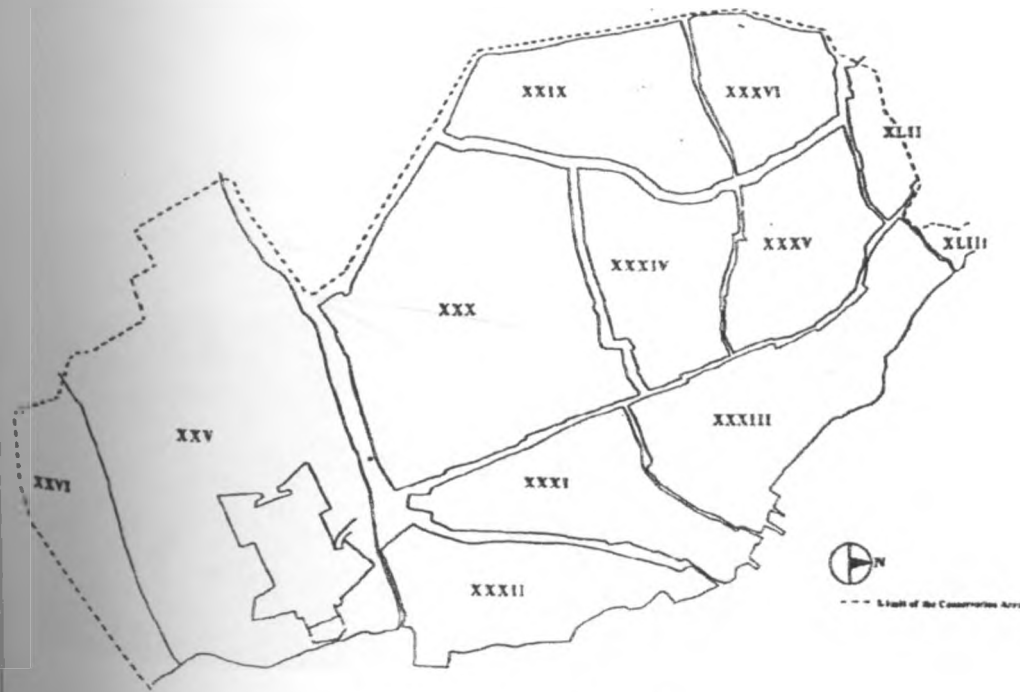 XXIX
XXXVI
XLII
XXXIV
XXXV
XLIII
XXX
XXXIII
XXV
XXVI
XXXI
XXXII
N
Limit of the Conservation Area